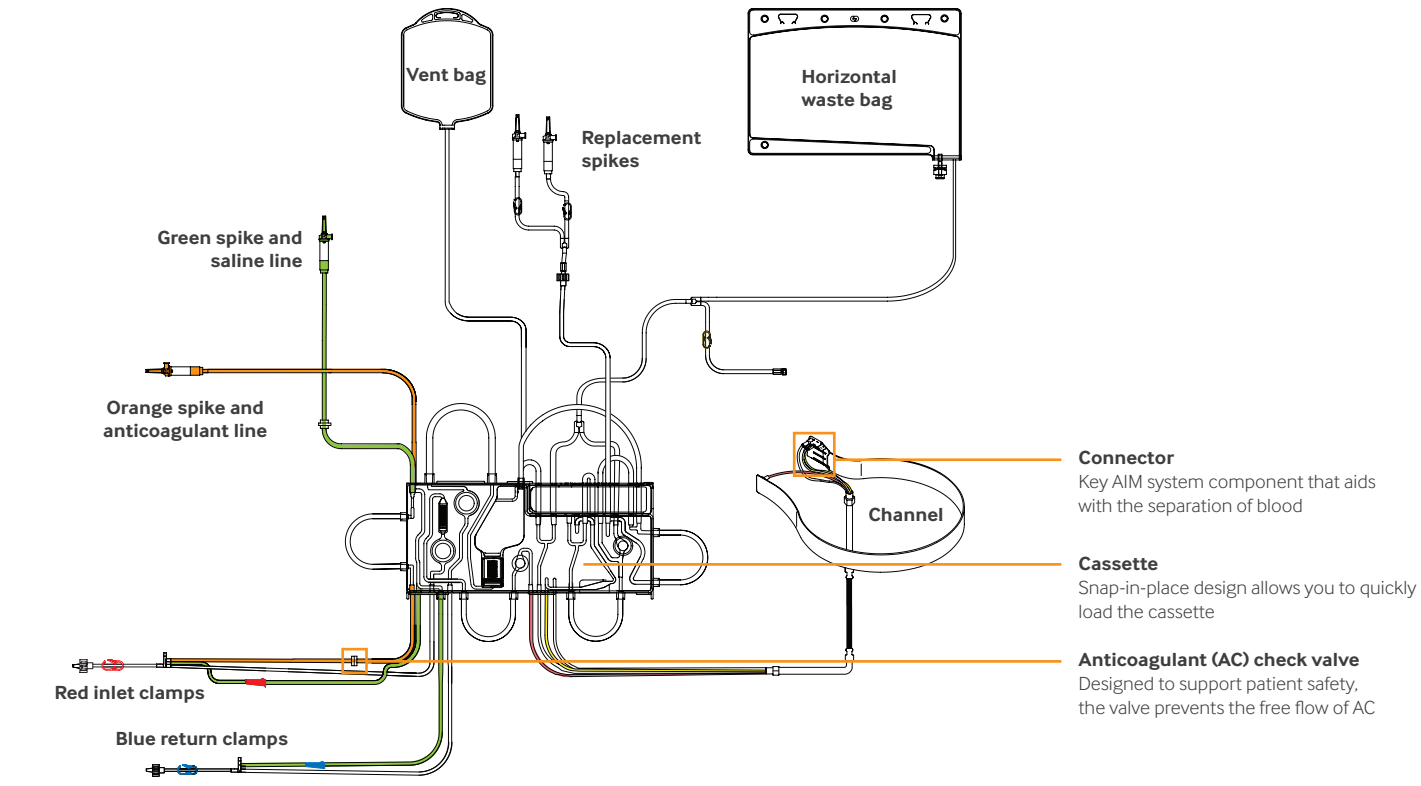 Vent bag
Horizontal
waste bag
Replacement
spikes
Green spike and
saline line
Orange spike and
anticoagulant line
Connector
Key AIM system component that aids
with the separation of blood
Channel
Cassette
Snap-in-place design allows you to quickly
load the cassette
Anticoagulant (AC) check valve
Designed to support patient safety,
the valve prevents the free flow of AC
Red inlet clamps
Blue return clamps